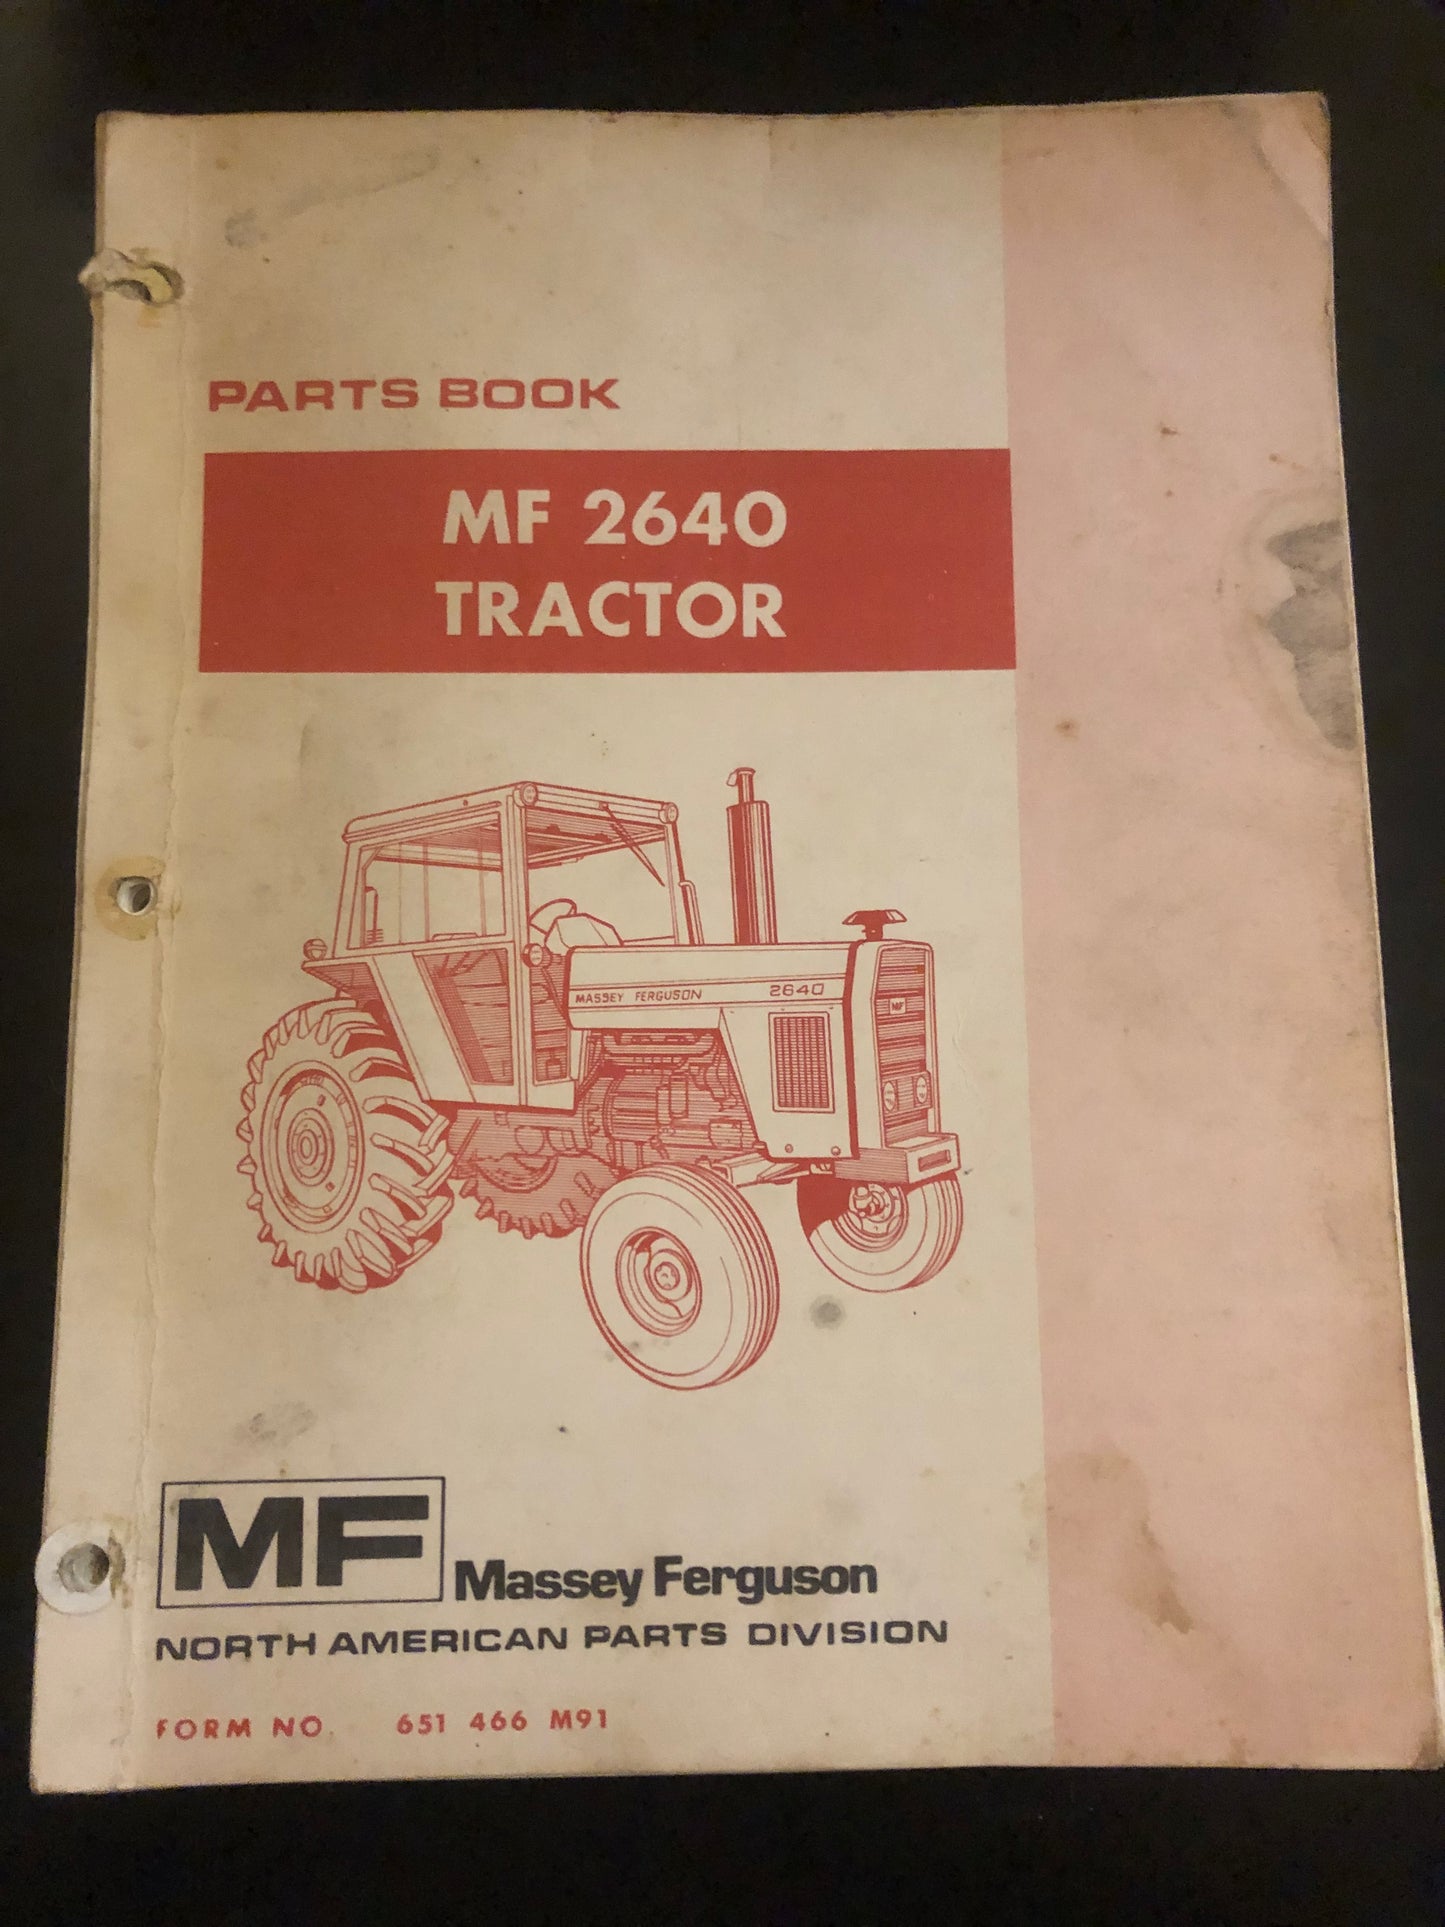 PARTS BOOK
MF 2640
TRACTOR
MASSEY FERGUSON 2640
MF
MF
Massey Ferguson
NORTH AMERICAN PARTS DIVISION
FORM NO. 651 466 M91